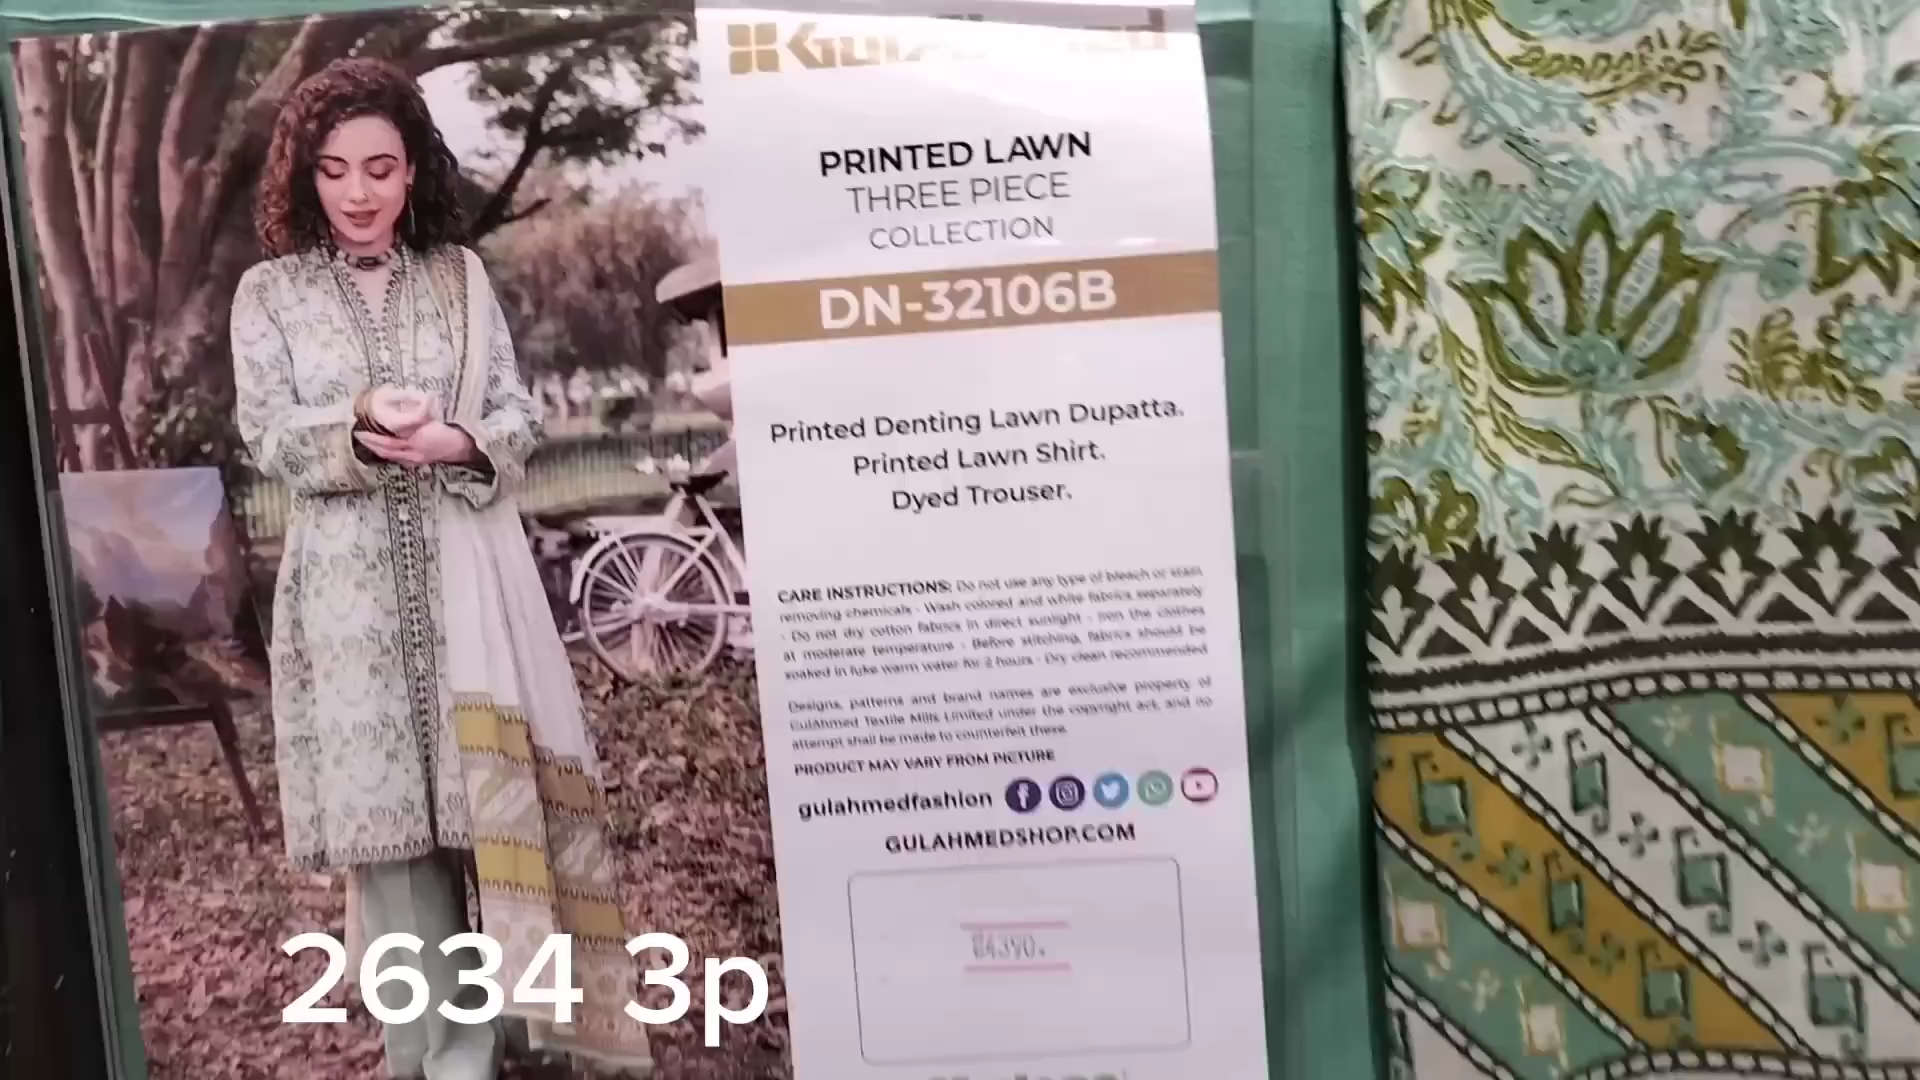 GulAhmed
PRINTED LAWN
THREE PIECE
COLLECTION
DN-32106B
Printed Denting Lawn Dupatta.
Printed Lawn Shirt.
Dyed Trouser.
CARE INSTRUCTIONS: Do not use any type of bleach or stain
removing chemicals - Wash colored and white fabrics separately
- Do not dry cotton fabrics in direct sunlight - Iron the clothes
at moderate temperature - Before stitching, fabrics should be
soaked in luke warm water for 2 hours - Dry clean recommended
Designs, patterns and brand names are exclusive property of
GulAhmed Textile Mills Limited under the copyright act, and no
attempt shall be made to counterfeit these.
PRODUCT MAY VARY FROM PICTURE
gulahmedfashion
GULAHMEDSHOP.COM
2634 3p